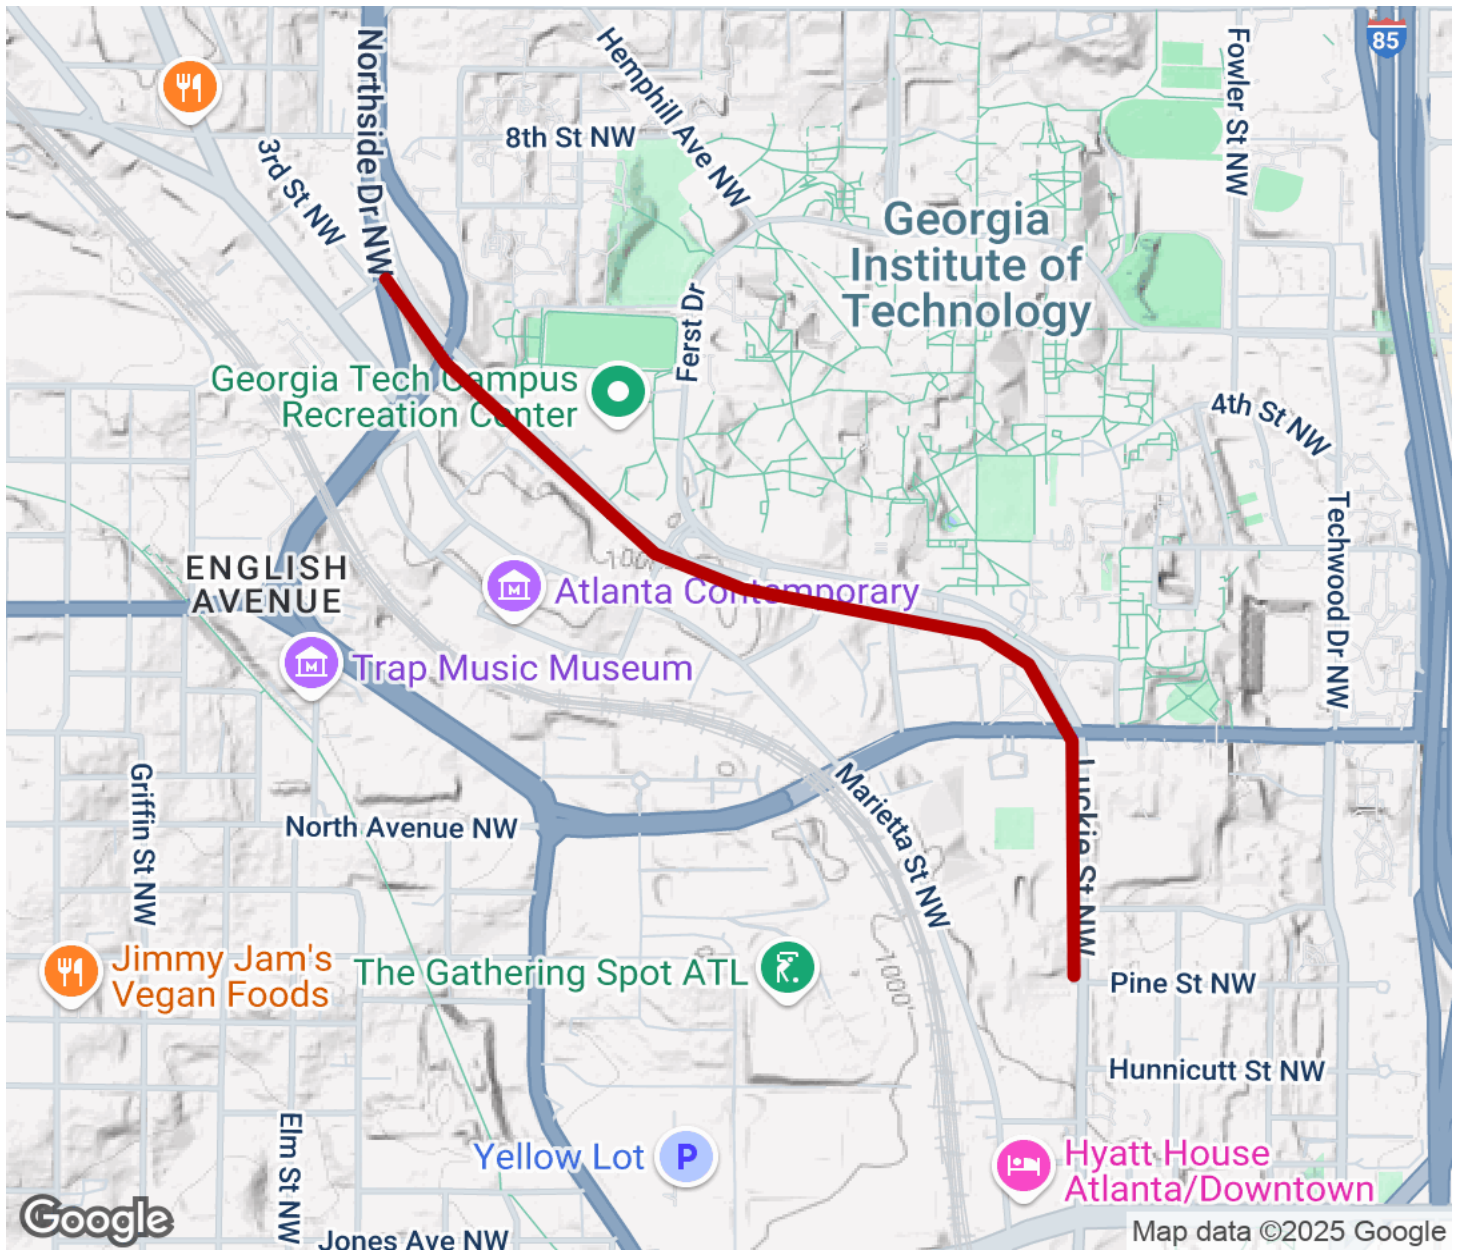 85
Northside Dr NW
Hemphill Ave NW
Fowler St NW
8th St NW
3rd St NW
Georgia
Institute of
Technology
Ferst Dr
Georgia Tech Campus
Recreation Center
4th St NW
Techwood Dr NW
100
ENGLISH
AVENUE
Atlanta Contemporary
Trap Music Museum
Marietta St NW
Luckie St NW
Griffin St NW
North Avenue NW
Jimmy Jam's
Vegan Foods
The Gathering Spot ATL
1000'
Pine St NW
Hunnicutt St NW
Elm St NW
Yellow Lot
P
Hyatt House
Atlanta/Downtown
Google
Jones Ave NW
Map data ©2025 Google